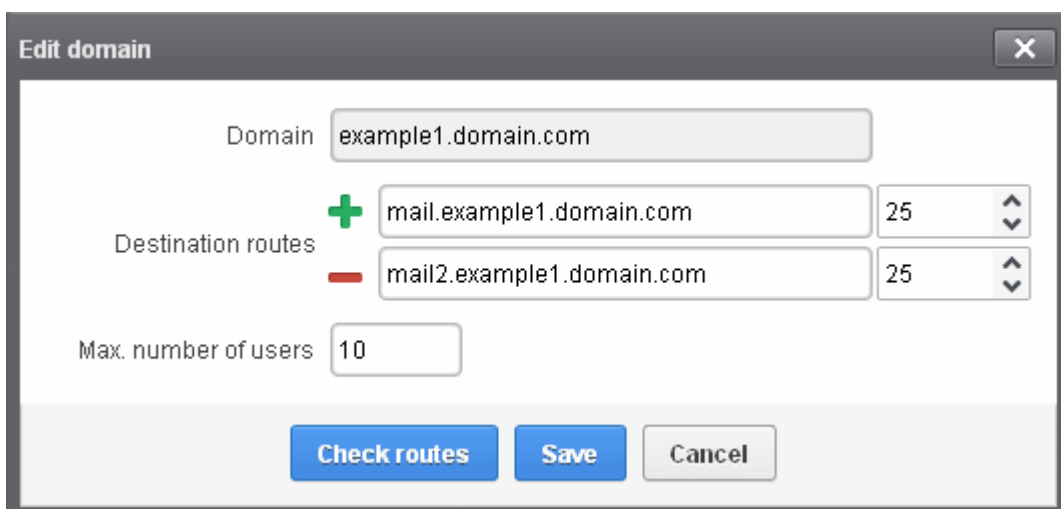 Edit domain
Domain example1.domain.com
mail.example1.domain.com 25
Destination routes
mail2.example1.domain.com 25
Max. number of users 10
Check routes Save Cancel